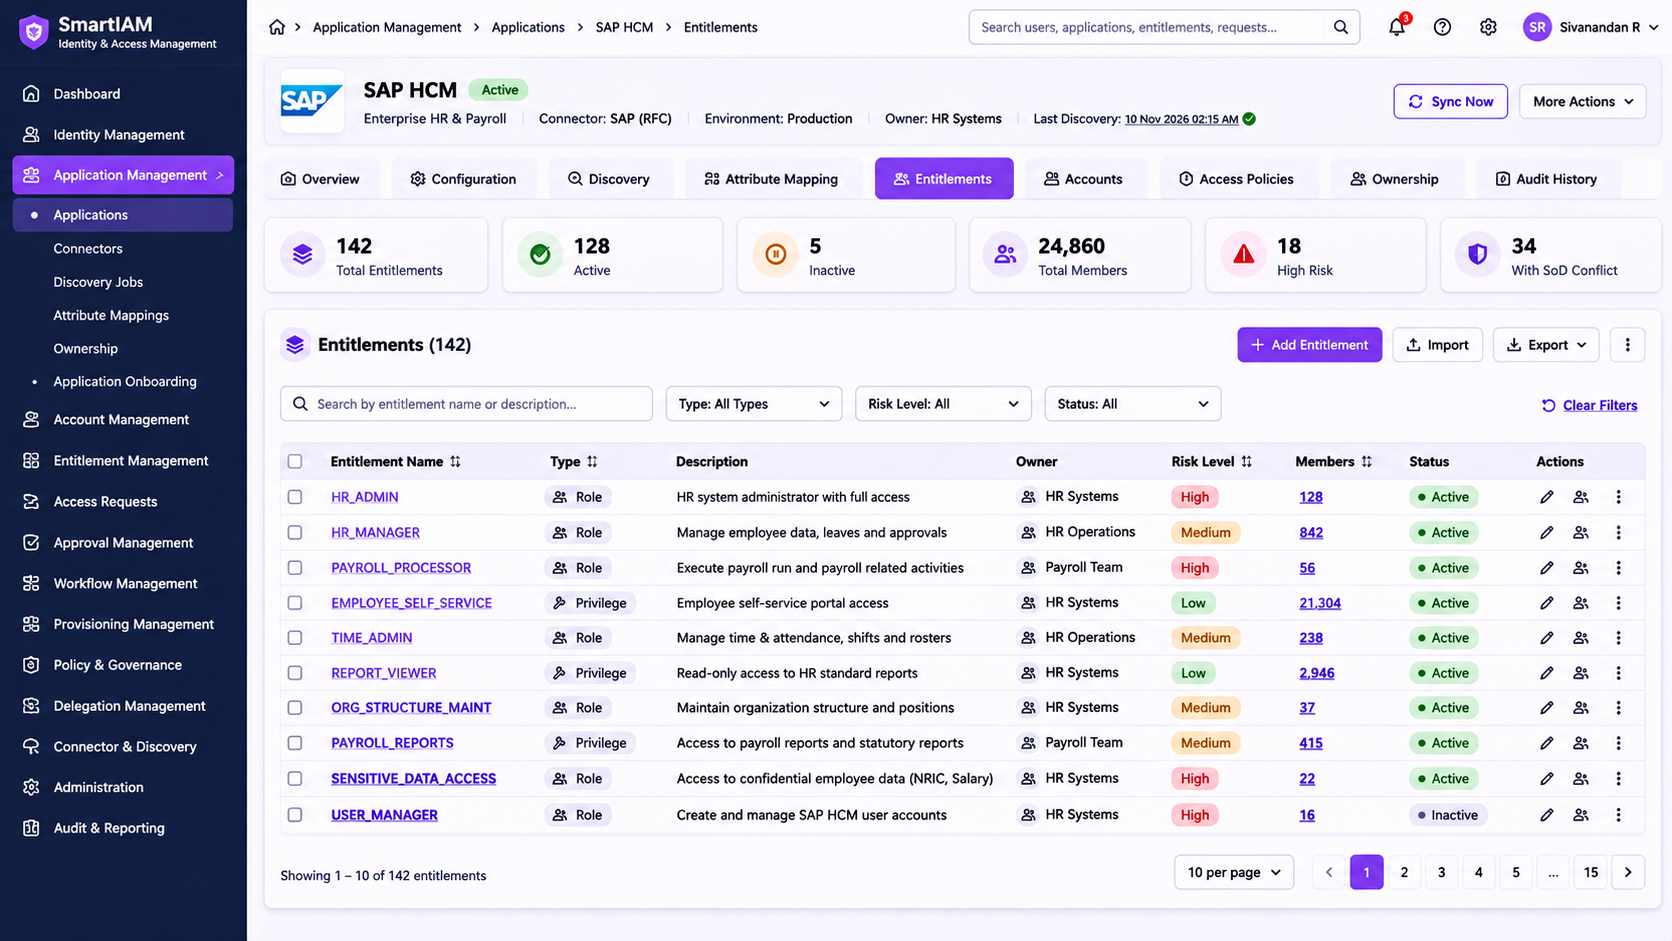 SmartIAM
Identity & Access Management
Dashboard
Identity Management
Application Management
Applications
Connectors
Discovery Jobs
Attribute Mappings
Ownership
Application Onboarding
Account Management
Entitlement Management
Access Requests
Approval Management
Workflow Management
Provisioning Management
Policy & Governance
Delegation Management
Connector & Discovery
Administration
Audit & Reporting
Application Management > Applications > SAP HCM > Entitlements
Search users, applications, entitlements, requests...
3
SR Sivanandan R
SAP
SAP HCM Active
Enterprise HR & Payroll Connector: SAP (RFC) Environment: Production Owner: HR Systems Last Discovery: 10 Nov 2026 02:15 AM
Sync Now
More Actions
Overview Configuration Discovery Attribute Mapping Entitlements Accounts Access Policies Ownership Audit History
142 Total Entitlements
128 Active
5 Inactive
24,860 Total Members
18 High Risk
34 With SoD Conflict
Entitlements (142)
+ Add Entitlement Import Export
Search by entitlement name or description... Type: All Types Risk Level: All Status: All Clear Filters
Entitlement Name Type Description Owner Risk Level Members Status Actions
HR_ADMIN Role HR system administrator with full access HR Systems High 128 Active
HR_MANAGER Role Manage employee data, leaves and approvals HR Operations Medium 842 Active
PAYROLL_PROCESSOR Role Execute payroll run and payroll related activities Payroll Team High 56 Active
EMPLOYEE_SELF_SERVICE Privilege Employee self-service portal access HR Systems Low 21,304 Active
TIME_ADMIN Role Manage time & attendance, shifts and rosters HR Operations Medium 238 Active
REPORT_VIEWER Privilege Read-only access to HR standard reports HR Systems Low 2,946 Active
ORG_STRUCTURE_MAINT Role Maintain organization structure and positions HR Systems Medium 37 Active
PAYROLL_REPORTS Privilege Access to payroll reports and statutory reports Payroll Team Medium 415 Active
SENSITIVE_DATA_ACCESS Role Access to confidential employee data (NRIC, Salary) HR Systems High 22 Active
USER_MANAGER Role Create and manage SAP HCM user accounts HR Systems High 16 Inactive
Showing 1 – 10 of 142 entitlements
10 per page
< 1 2 3 4 5 ... 15 >